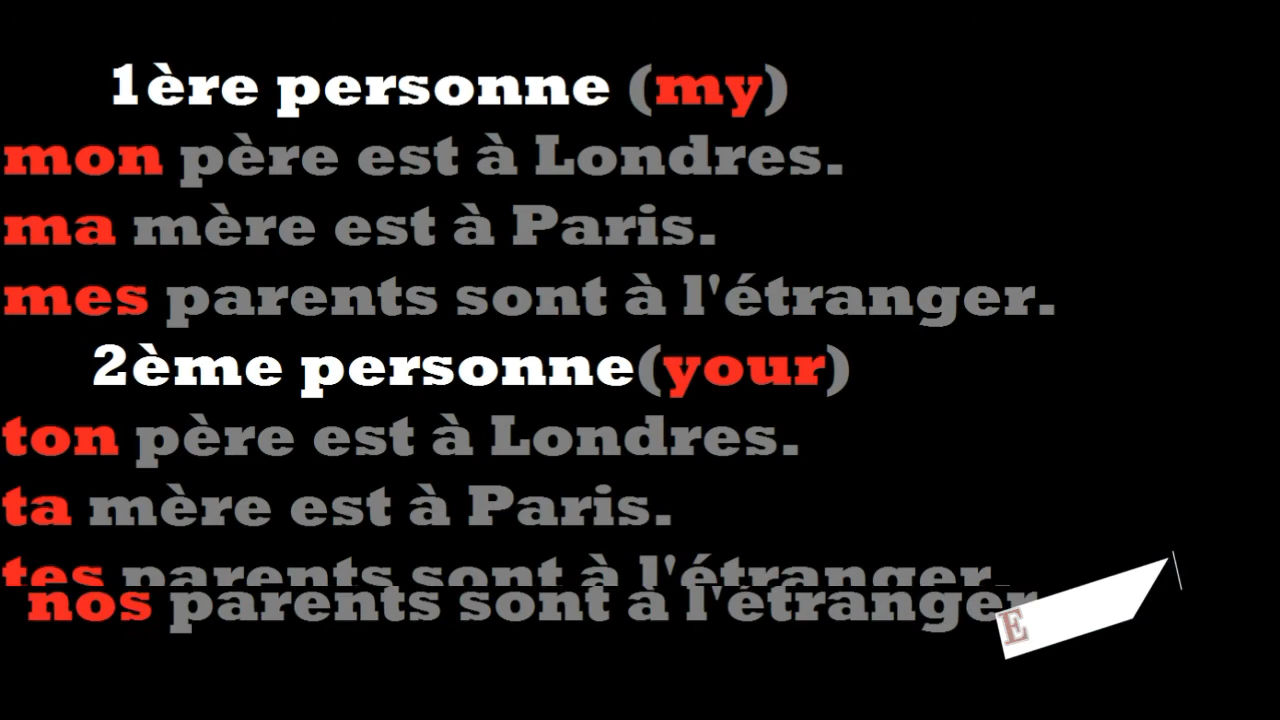 1ère personne (my)
mon père est à Londres.
ma mère est à Paris.
mes parents sont à l'étranger.
2ème personne(your)
ton père est à Londres.
ta mère est à Paris.
tes parents sont à l'étranger.
nos parents sont à l'étranger
E